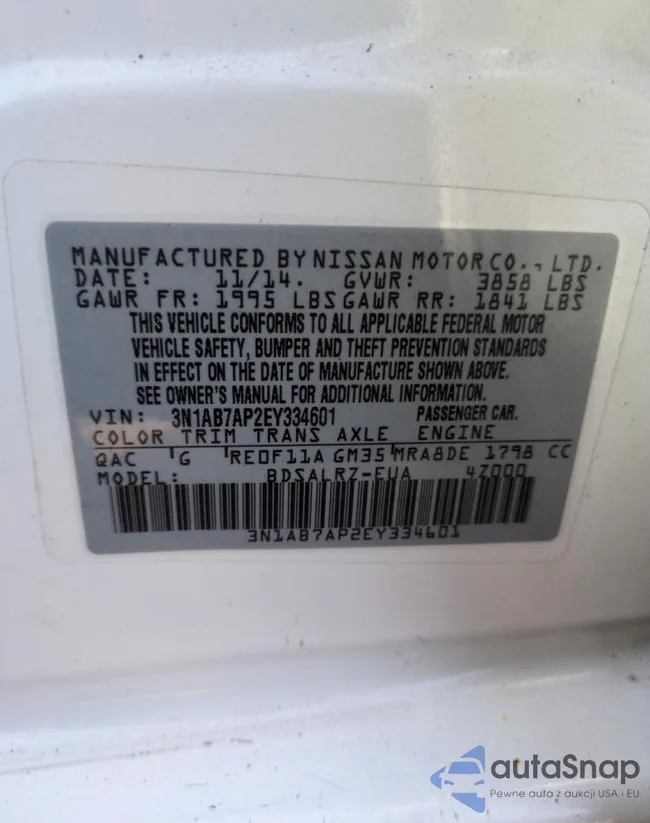 MANUFACTURED BY NISSAN MOTOR CO., LTD.
DATE: 11/14. GVWR: 3858 LBS
GAWR FR: 1995 LBS GAWR RR: 1841 LBS
THIS VEHICLE CONFORMS TO ALL APPLICABLE FEDERAL MOTOR
VEHICLE SAFETY, BUMPER AND THEFT PREVENTION STANDARDS
IN EFFECT ON THE DATE OF MANUFACTURE SHOWN ABOVE.
SEE OWNER'S MANUAL FOR ADDITIONAL INFORMATION.
VIN: 3N1AB7AP2EY334601 PASSENGER CAR.
COLOR TRIM TRANS AXLE ENGINE
QAC G RE0F11A GM35 MRA8DE 1798 CC
MODEL: BDSALRZ-EUA 4Z000
3N1AB7AP2EY334601
autoSnap
Pewne auta z aukcji USA i EU